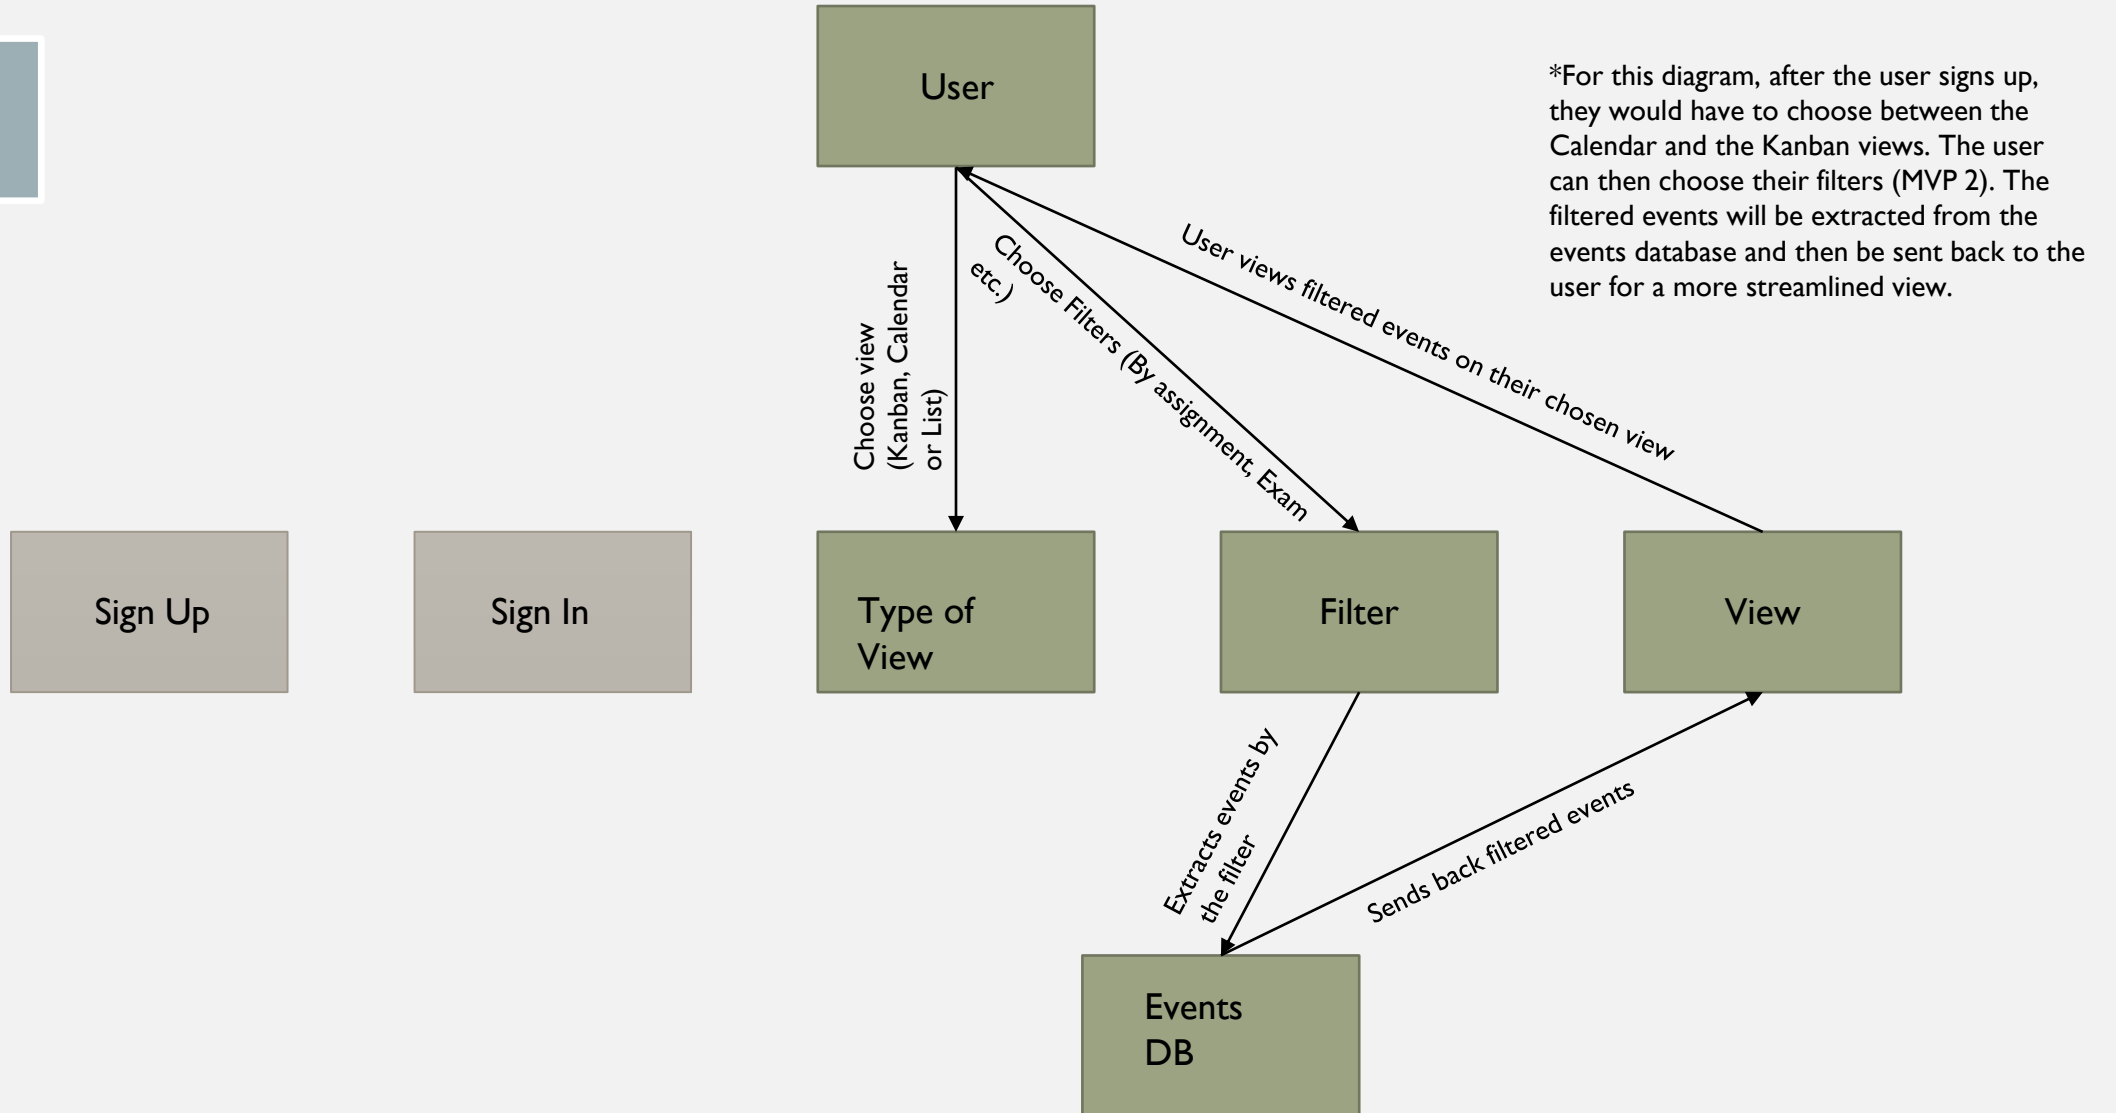 User
*For this diagram, after the user signs up,
they would have to choose between the
Calendar and the Kanban views. The user
can then choose their filters (MVP 2). The
filtered events will be extracted from the
events database and then be sent back to the
user for a more streamlined view.
Choose view
(Kanban, Calendar
or List)
Choose Filters (By assignment, Exam
etc.)
User views filtered events on their chosen view
Sign Up
Sign In
Type of
View
Filter
View
Extracts events by
the filter
Sends back filtered events
Events
DB